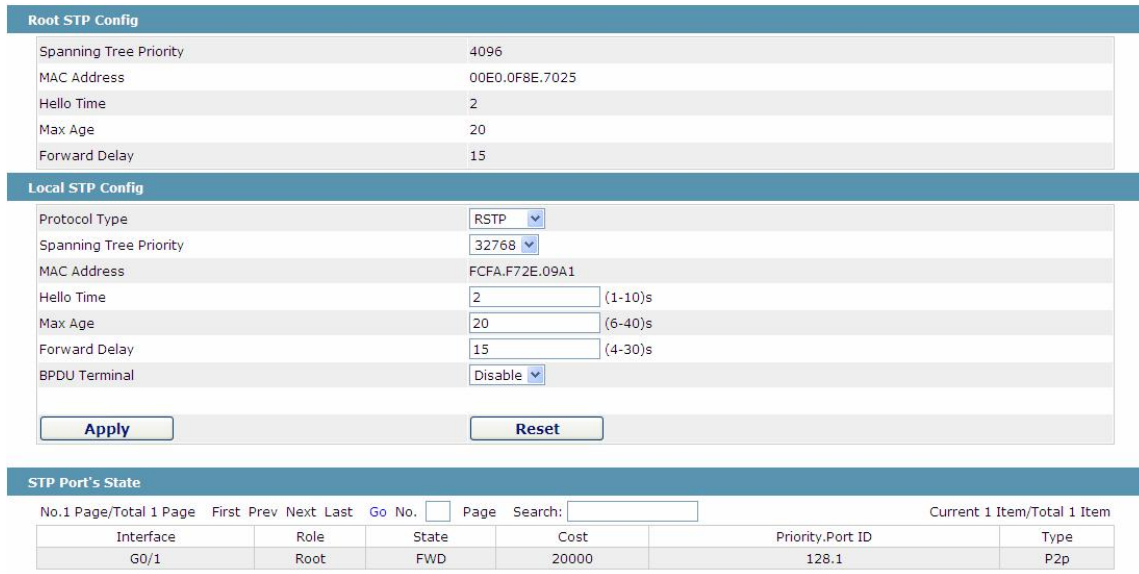 Root STP Config
Spanning Tree Priority 4096
MAC Address 00E0.0F8E.7025
Hello Time 2
Max Age 20
Forward Delay 15
Local STP Config
Protocol Type RSTP
Spanning Tree Priority 32768
MAC Address FCFA.F72E.09A1
Hello Time 2 (1-10)s
Max Age 20 (6-40)s
Forward Delay 15 (4-30)s
BPDU Terminal Disable
Apply Reset
STP Port's State
No.1 Page/Total 1 Page First Prev Next Last Go No. Page Search: Current 1 Item/Total 1 Item
Interface Role State Cost Priority.Port ID Type
G0/1 Root FWD 20000 128.1 P2p